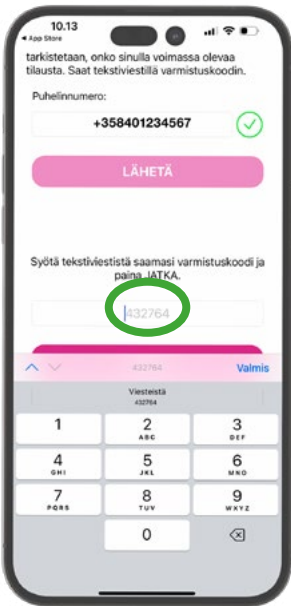 10.13
App Store
tarkistetaan, onko sinulla voimassa olevaa
tilausta. Saat tekstiviestillä varmistuskoodin.
Puhelinnumero:
+358401234567
LÄHETÄ
Syötä tekstiviestistä saamasi varmistuskoodi ja
paina JATKA.
432764
432764
Valmis
Viesteistä
432764
1
2
ABC
3
DEF
4
GHI
5
JKL
6
MNO
7
PQRS
8
TUV
9
WXYZ
0